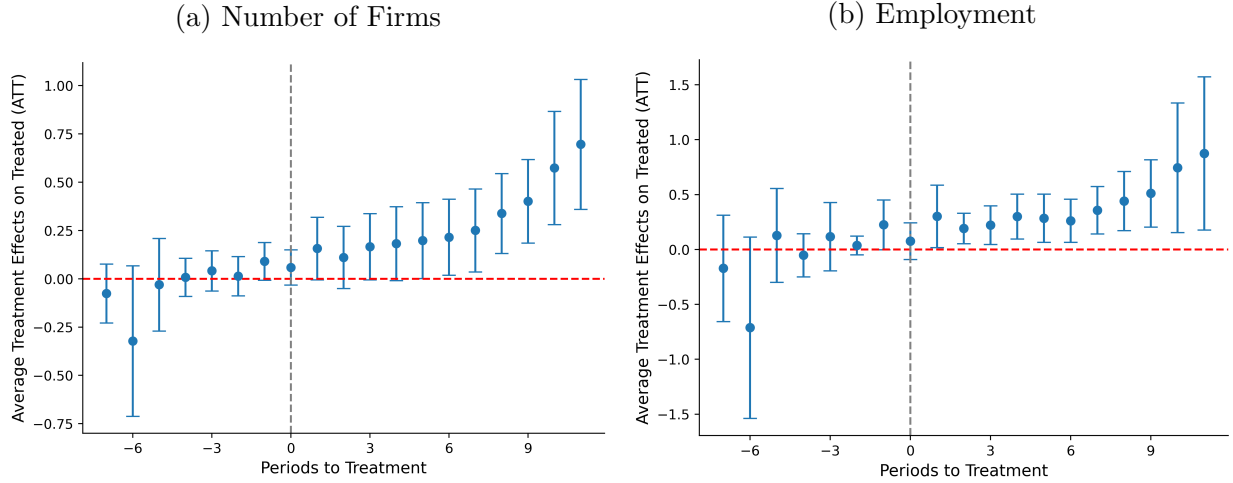 (a) Number of Firms
Average Treatment Effects on Treated (ATT)
1.00
0.75
0.50
0.25
0.00
−0.25
−0.50
−0.75
−6 −3 0 3 6 9
Periods to Treatment
(b) Employment
Average Treatment Effects on Treated (ATT)
1.5
1.0
0.5
0.0
−0.5
−1.0
−1.5
−6 −3 0 3 6 9
Periods to Treatment